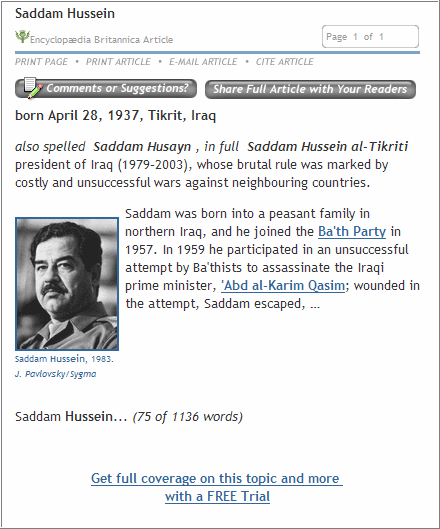 Saddam Hussein
Encyclopædia Britannica Article
Page 1 of 1
PRINT PAGE • PRINT ARTICLE • E-MAIL ARTICLE • CITE ARTICLE
Comments or Suggestions?
Share Full Article with Your Readers
born April 28, 1937, Tikrit, Iraq
also spelled Saddam Husayn , in full Saddam Hussein al-Tikriti
president of Iraq (1979–2003), whose brutal rule was marked by
costly and unsuccessful wars against neighbouring countries.
Saddam was born into a peasant family in
northern Iraq, and he joined the Ba'th Party in
1957. In 1959 he participated in an unsuccessful
attempt by Ba'thists to assassinate the Iraqi
prime minister, 'Abd al-Karim Qasim; wounded in
the attempt, Saddam escaped, ...
Saddam Hussein, 1983.
J. Pavlovsky/Sygma
Saddam Hussein... (75 of 1136 words)
Get full coverage on this topic and more
with a FREE Trial